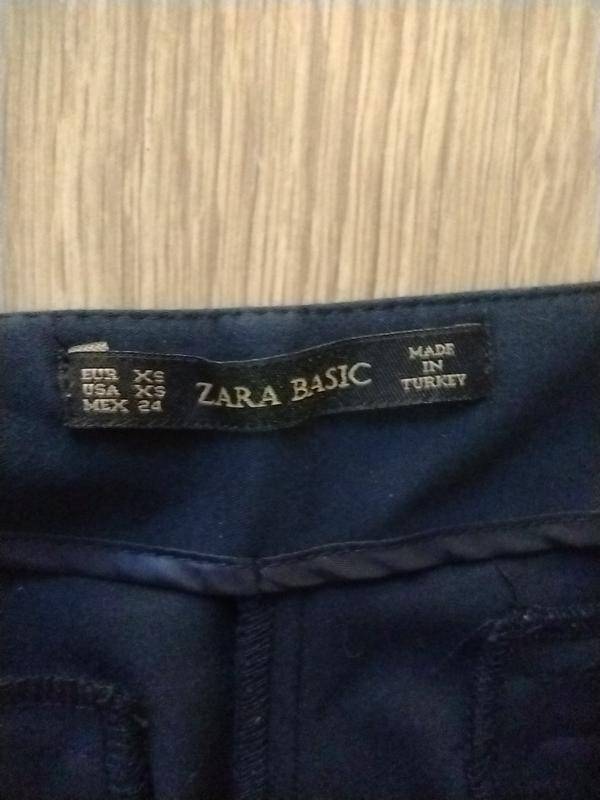 EUR XS
USA XS
MEX 24
ZARA BASIC
MADE
IN
TURKEY